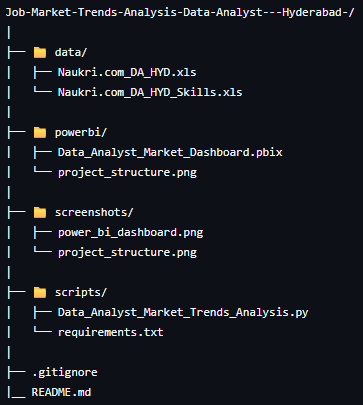 Job-Market-Trends-Analysis-Data-Analyst---Hyderabad-/
|
├── 📁 data/
│   ├── Naukri.com_DA_HYD.xls
│   └── Naukri.com_DA_HYD_Skills.xls
|
├── 📁 powerbi/
│   ├── Data_Analyst_Market_Dashboard.pbix
│   └── project_structure.png
|
├── 📁 screenshots/
│   ├── power_bi_dashboard.png
│   └── project_structure.png
|
├── 📁 scripts/
│   ├── Data_Analyst_Market_Trends_Analysis.py
│   └── requirements.txt
|
├── .gitignore
|__ README.md